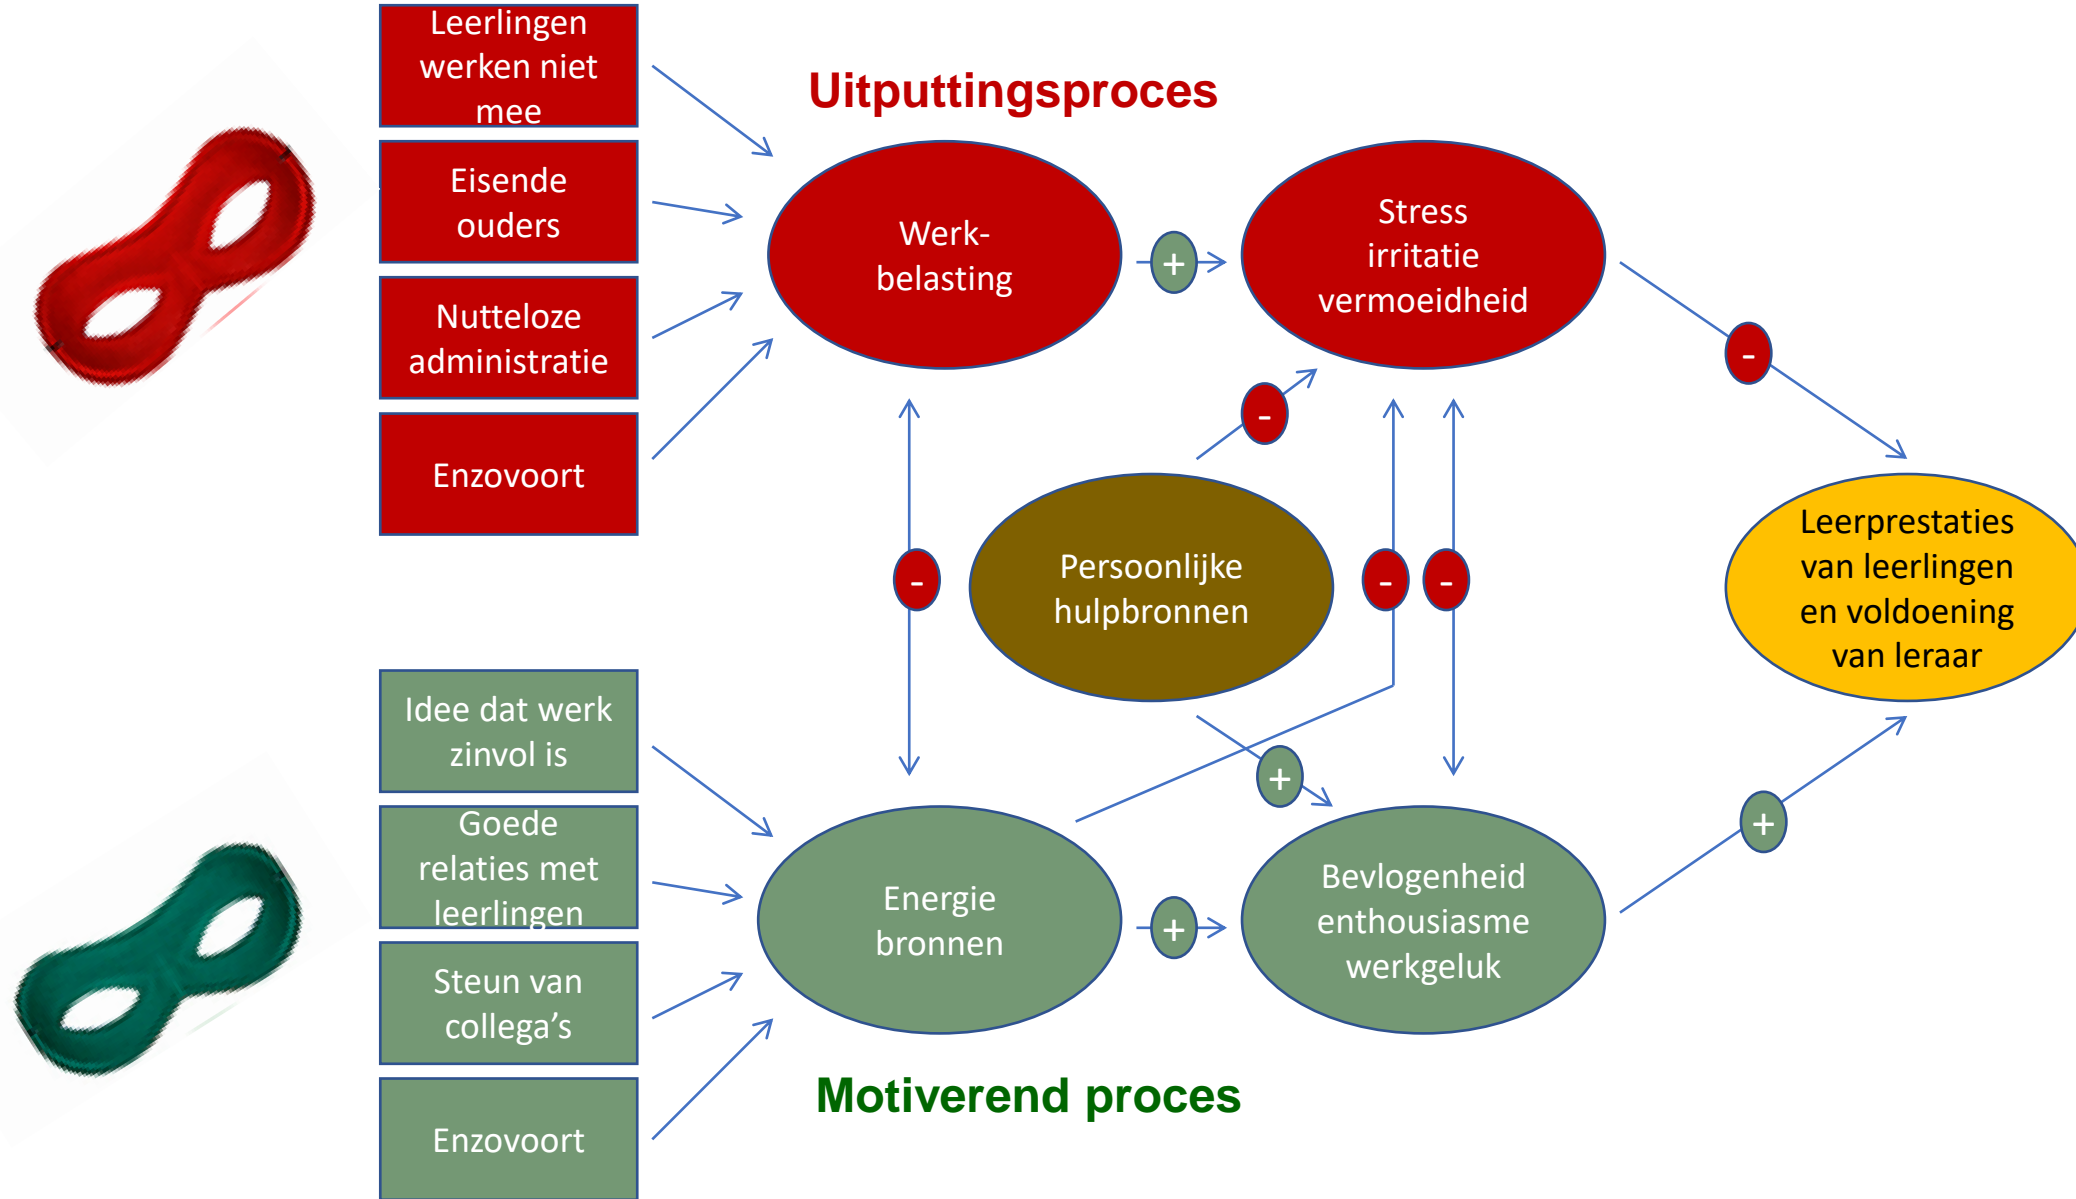 Leerlingen
werken niet
mee
Uitputtingsproces
Eisende
ouders
Nutteloze
administratie
Enzovoort
Werk-
belasting
+
Stress
irritatie
vermoeidheid
-
-
Persoonlijke
hulpbronnen
-
-
-
Leerprestaties
van leerlingen
en voldoening
van leraar
Idee dat werk
zinvol is
Goede
relaties met
leerlingen
Steun van
collega’s
Enzovoort
Energie
bronnen
+
+
Bevlogenheid
enthousiasme
werkgeluk
+
Motiverend proces